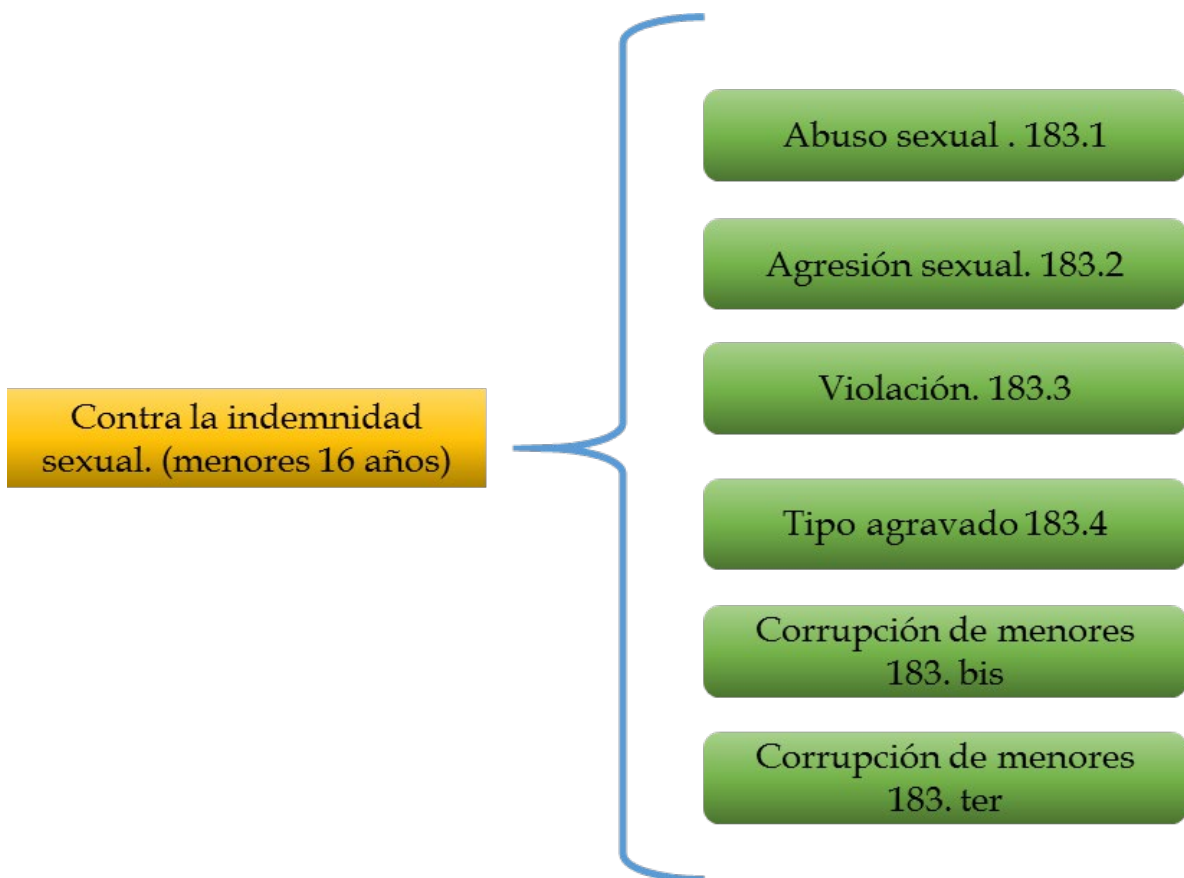 Abuso sexual . 183.1
Agresión sexual. 183.2
Violación. 183.3
Contra la indemnidad
sexual. (menores 16 años)
Tipo agravado 183.4
Corrupción de menores
183. bis
Corrupción de menores
183. ter